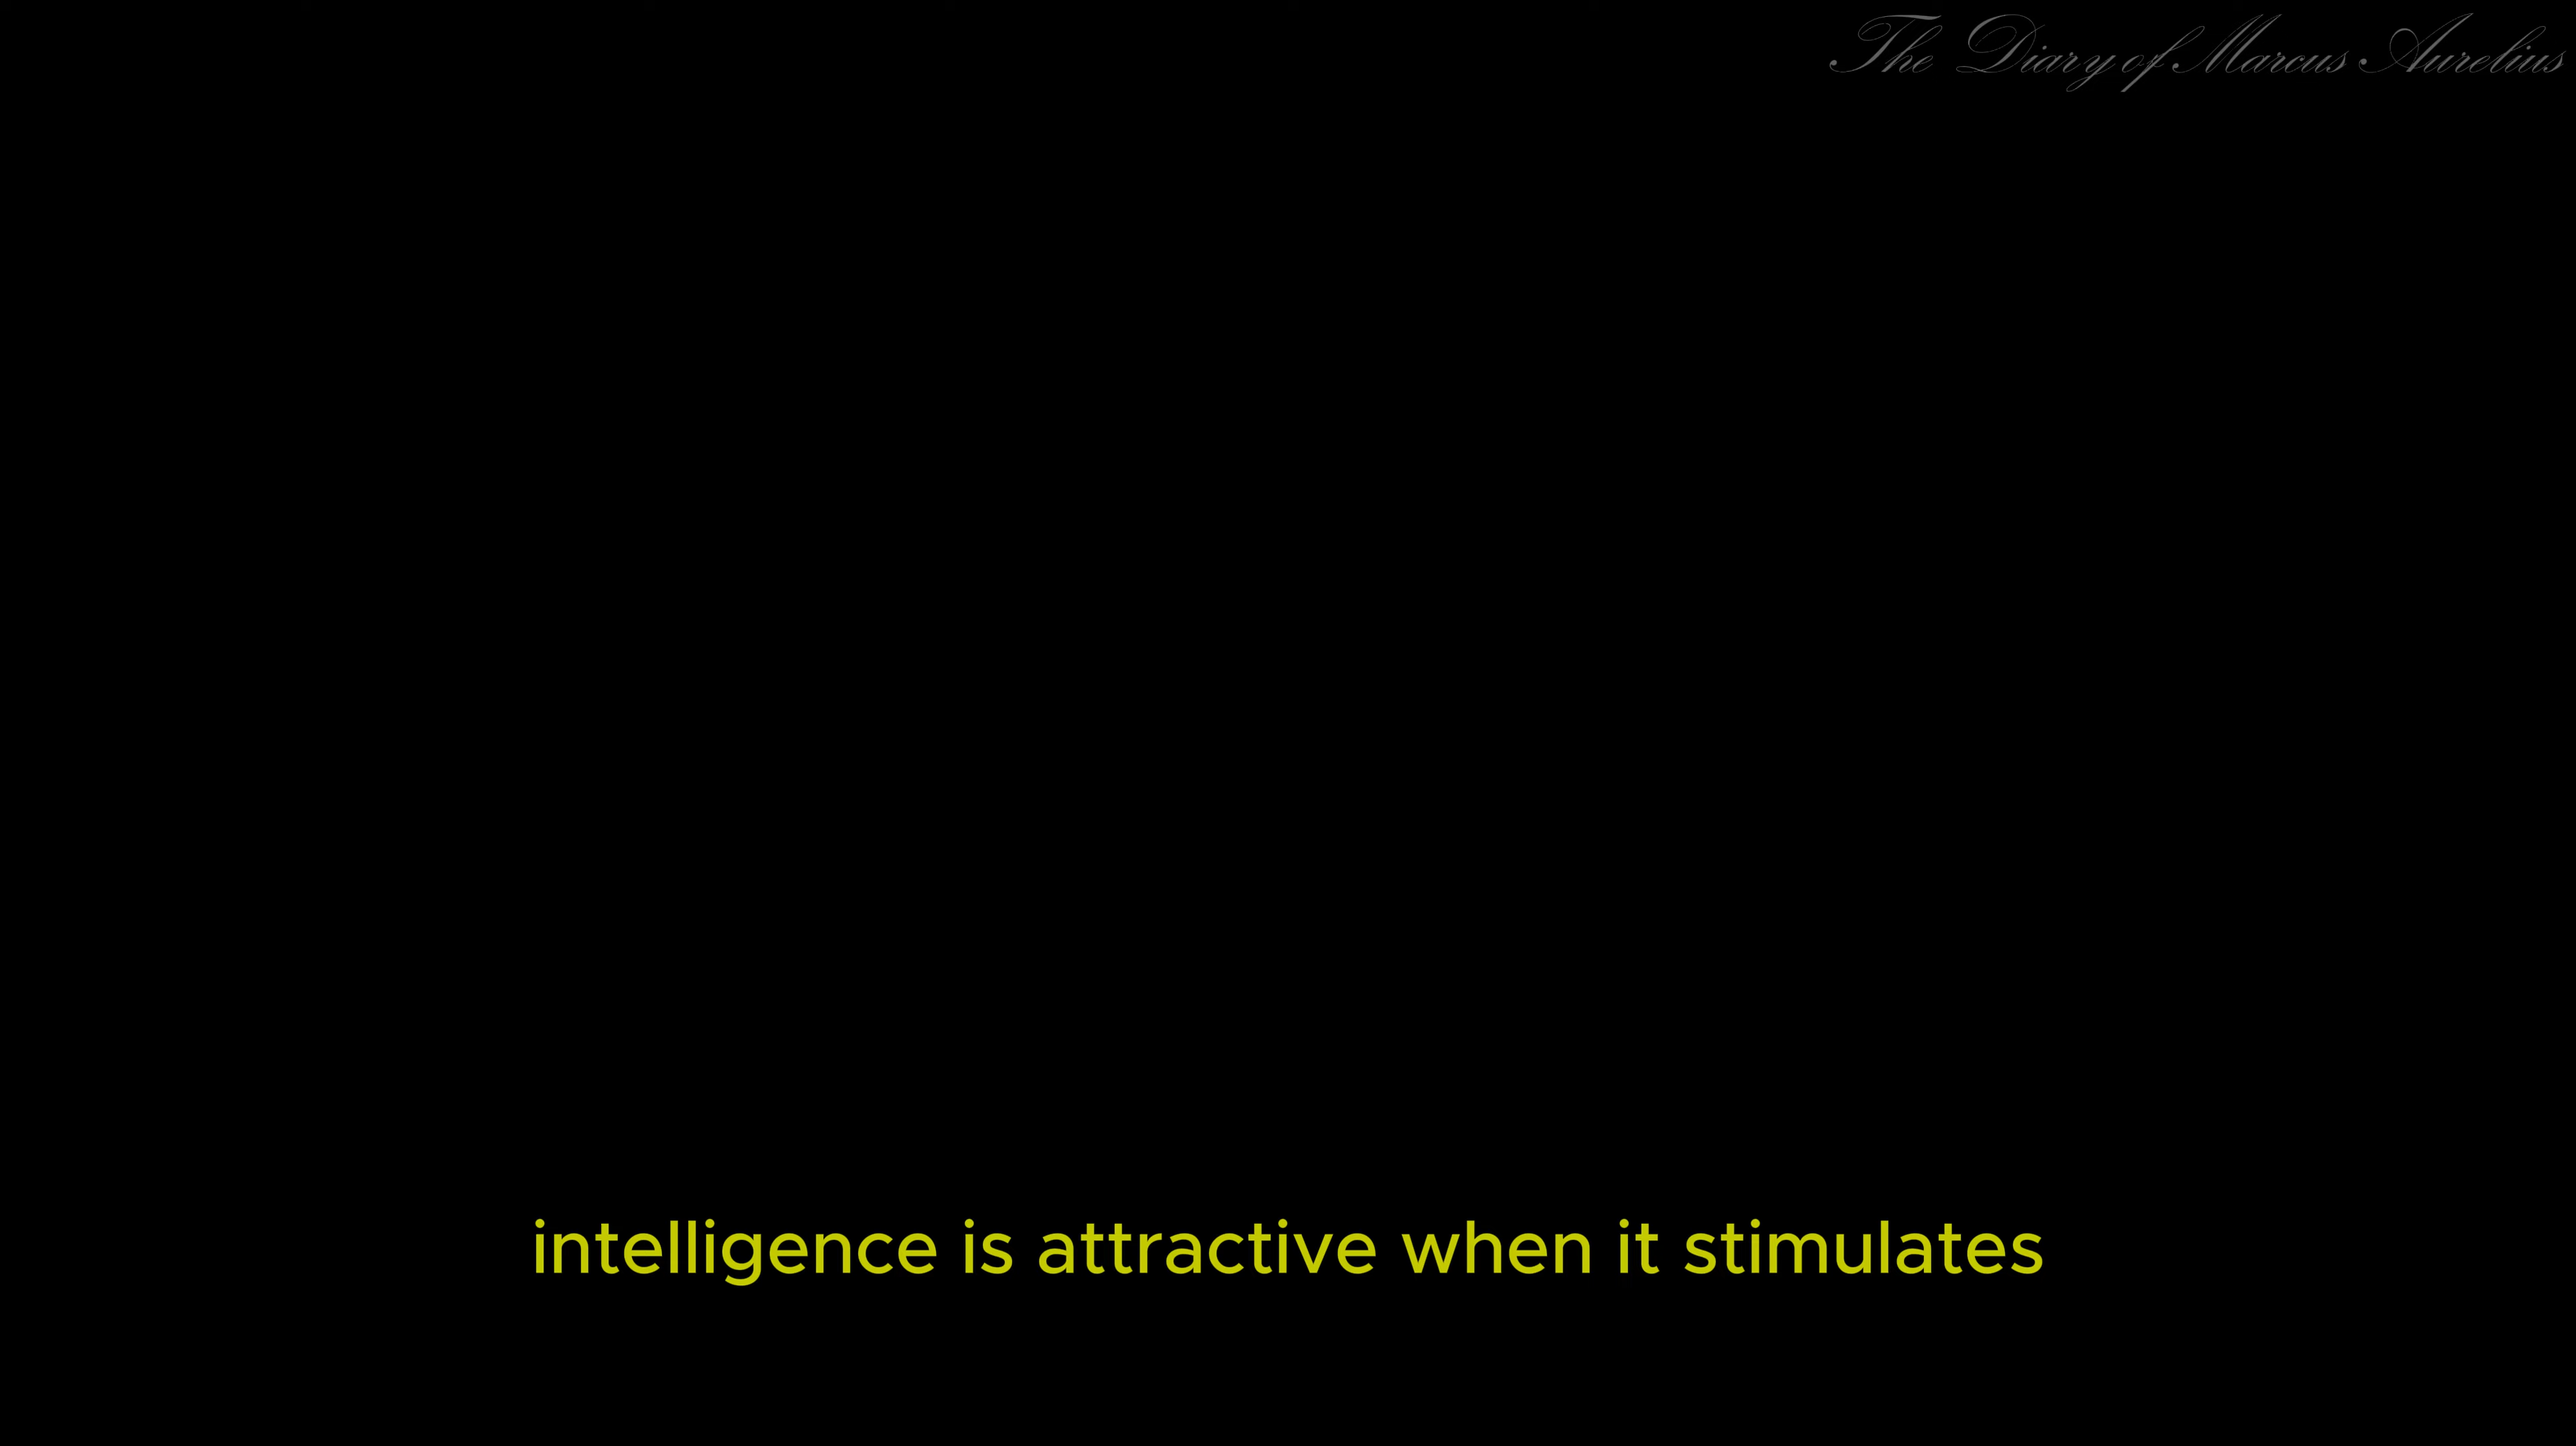 The Diary of Marcus Aurelius
intelligence is attractive when it stimulates